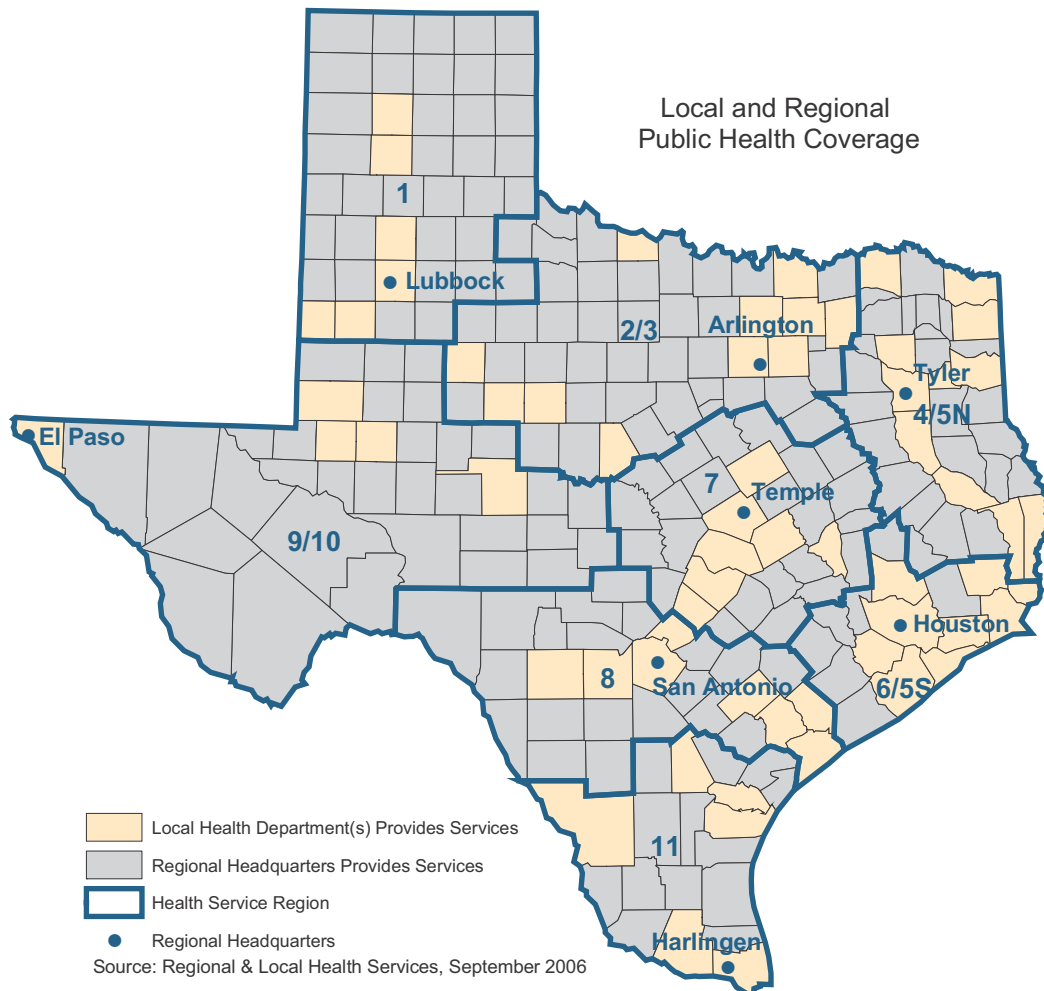 Local and Regional
Public Health Coverage
1
Lubbock
2/3
Arlington
Tyler
4/5N
El Paso
7
Temple
9/10
Houston
8
San Antonio
6/5S
11
Harlingen
Local Health Department(s) Provides Services
Regional Headquarters Provides Services
Health Service Region
Regional Headquarters
Source: Regional & Local Health Services, September 2006